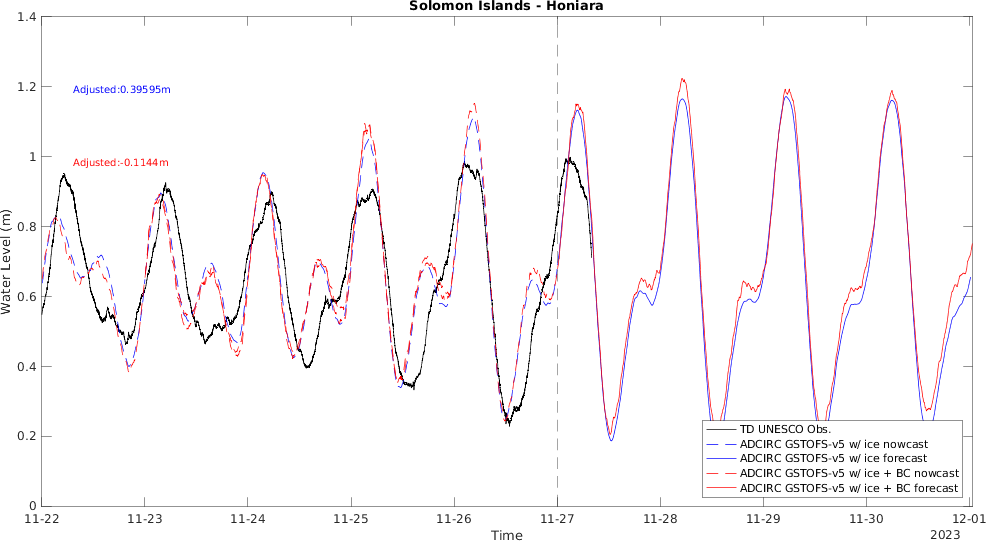 Solomon Islands - Honiara
1.4
1.2
1
0.8
0.6
0.4
0.2
0
Water Level (m)
Adjusted:0.39595m
Adjusted:-0.1144m
TD UNESCO Obs.
ADCIRC GSTOFS-v5 w/ ice nowcast
ADCIRC GSTOFS-v5 w/ ice forecast
ADCIRC GSTOFS-v5 w/ ice + BC nowcast
ADCIRC GSTOFS-v5 w/ ice + BC forecast
11-22 11-23 11-24 11-25 11-26 11-27 11-28 11-29 11-30 12-01
Time
2023